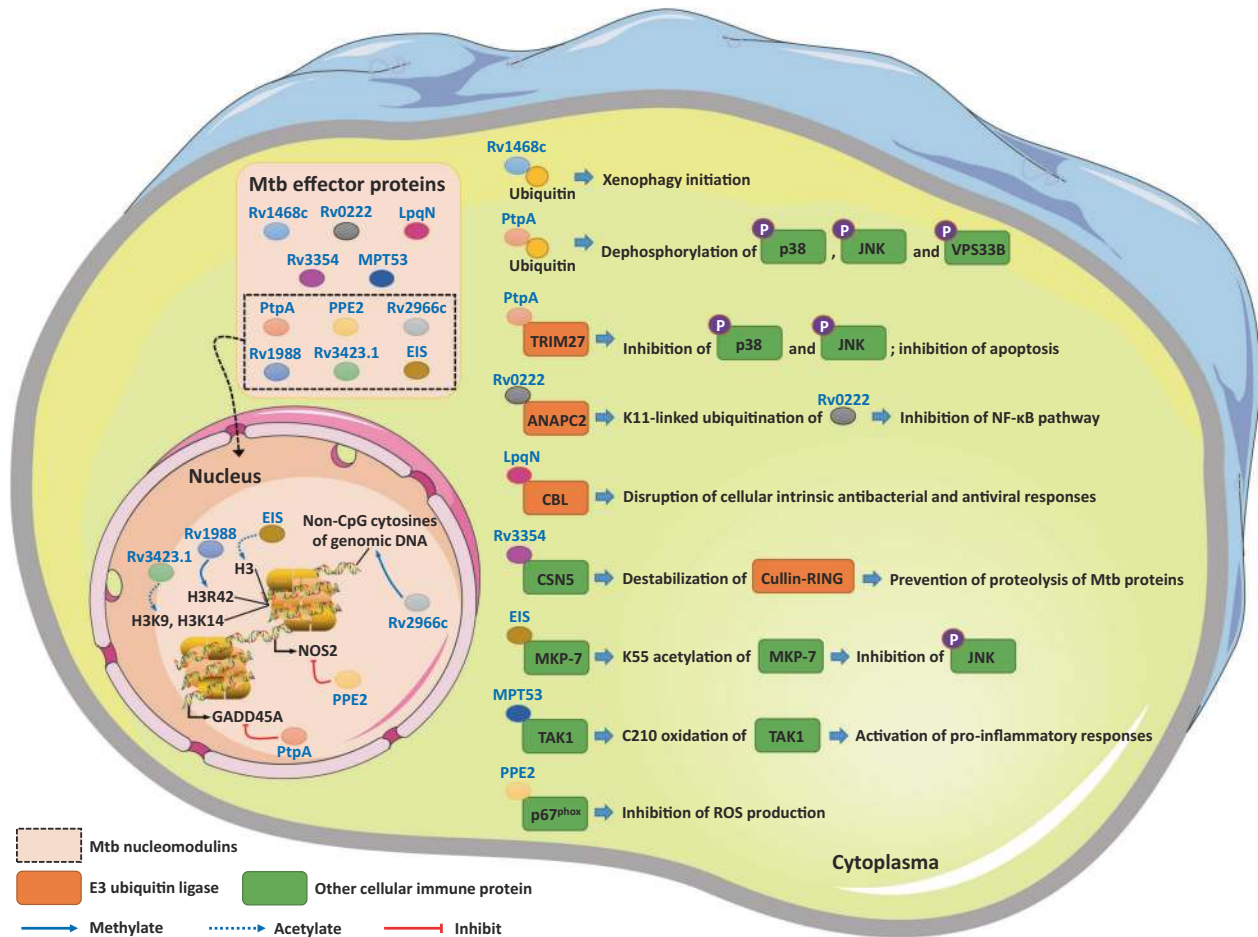 Mtb effector proteins
Rv1468c Rv0222 LpqN
Rv3354 MPT53
PtpA PPE2 Rv2966c
Rv1988 Rv3423.1 EIS
Nucleus
EIS
Rv1988
Rv3423.1
Non-CpG cytosines
of genomic DNA
H3
H3R42
H3K9, H3K14
Rv2966c
NOS2
PPE2
GADD45A
PtpA
Rv1468c
Ubiquitin
Xenophagy initiation
PtpA
Ubiquitin
Dephosphorylation of P p38 , P JNK and P VPS33B
PtpA
TRIM27
Inhibition of P p38 and P JNK ; inhibition of apoptosis
Rv0222
ANAPC2
K11-linked ubiquitination of Rv0222 Inhibition of NF-κB pathway
LpqN
CBL
Disruption of cellular intrinsic antibacterial and antiviral responses
Rv3354
CSN5
Destabilization of Cullin-RING Prevention of proteolysis of Mtb proteins
EIS
MKP-7
K55 acetylation of MKP-7 Inhibition of P JNK
MPT53
TAK1
C210 oxidation of TAK1 Activation of pro-inflammatory responses
PPE2
p67phox
Inhibition of ROS production
Cytoplasma
Mtb nucleomodulins
E3 ubiquitin ligase Other cellular immune protein
Methylate Acetylate Inhibit